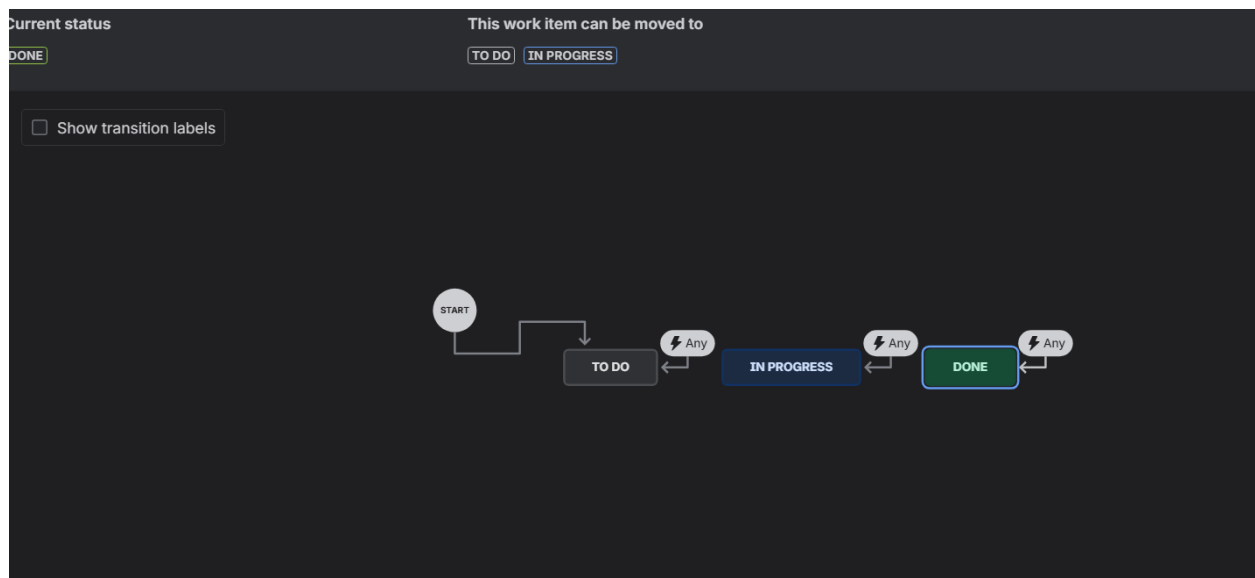 Current status
This work item can be moved to
DONE
TO DO IN PROGRESS
Show transition labels
START
Any Any Any
TO DO IN PROGRESS DONE